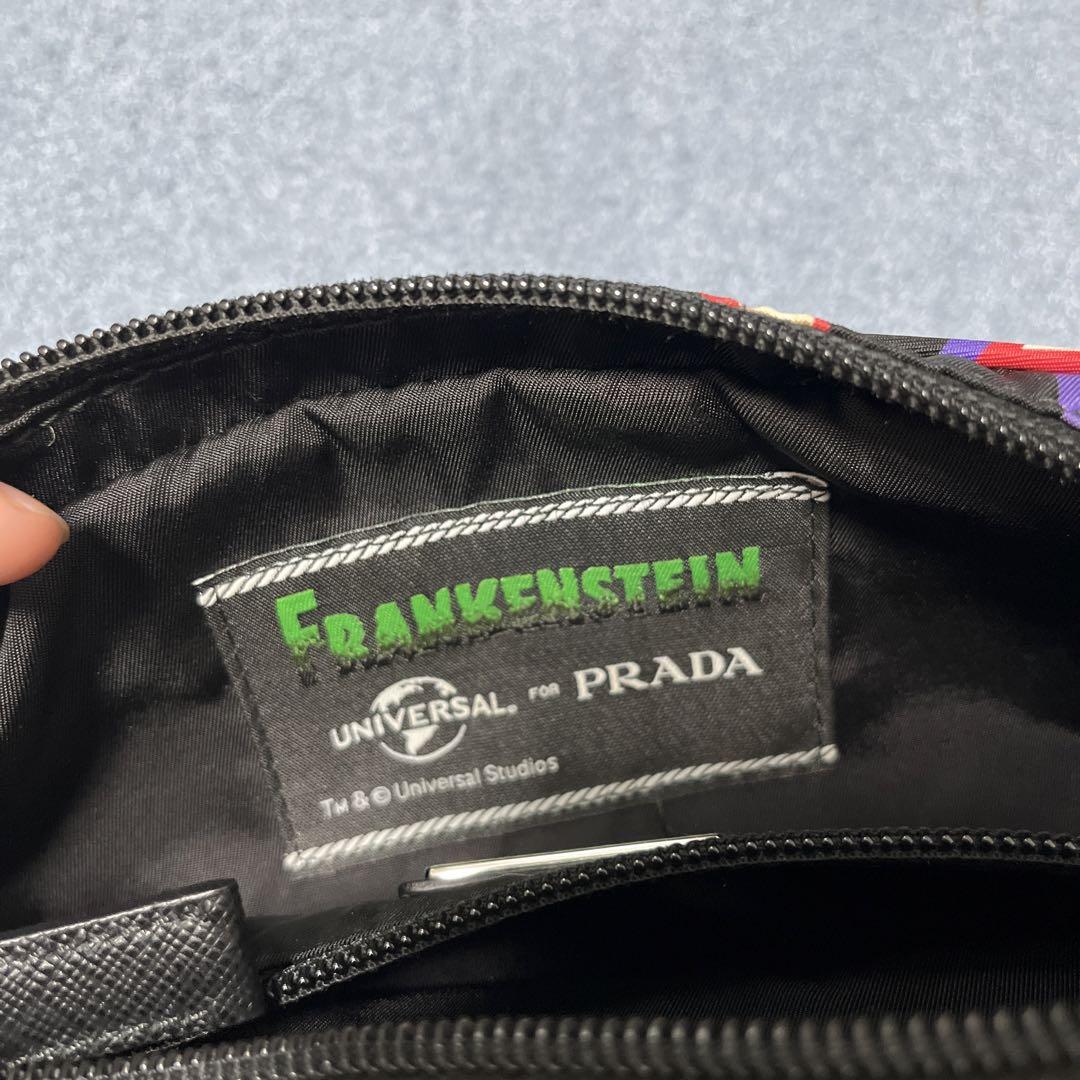 FRANKENSTEIN
UNIVERSAL. FOR PRADA
TM & © Universal Studios